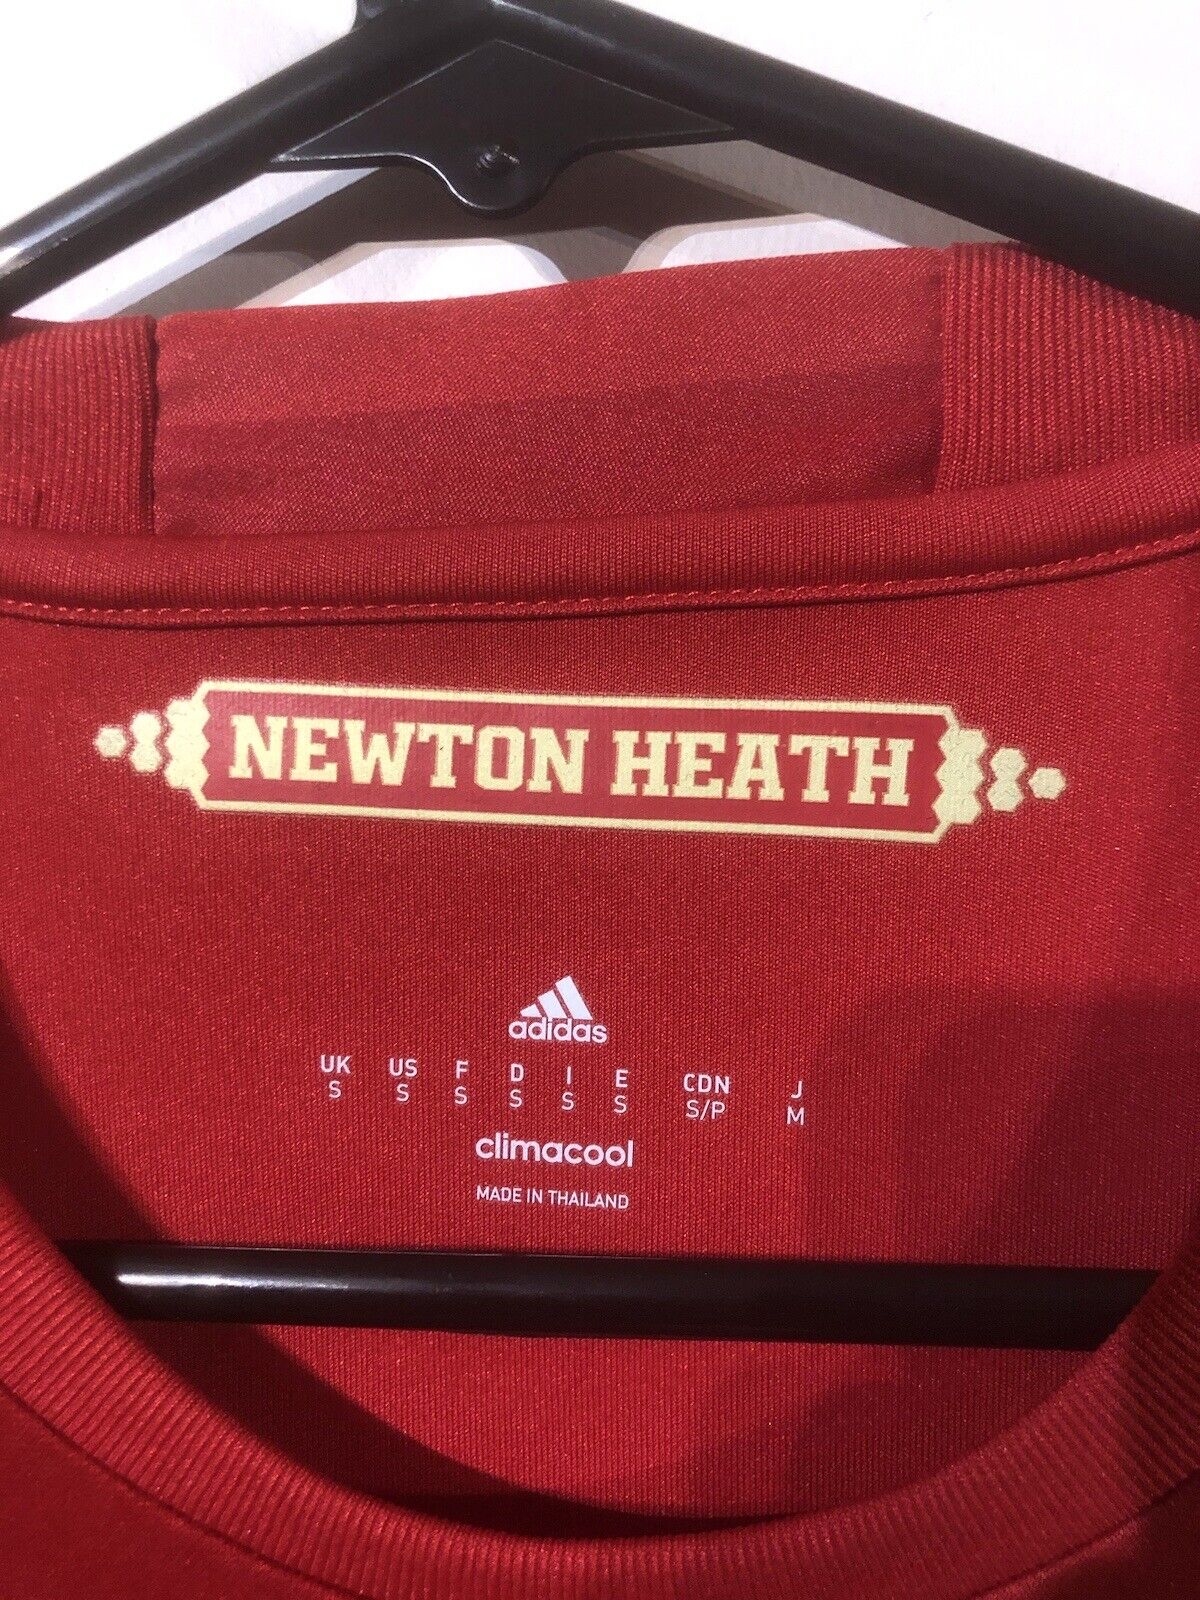 NEWTON HEATH
adidas
UK US F D I E CDN J
S S S S S S S/P M
climacool
MADE IN THAILAND